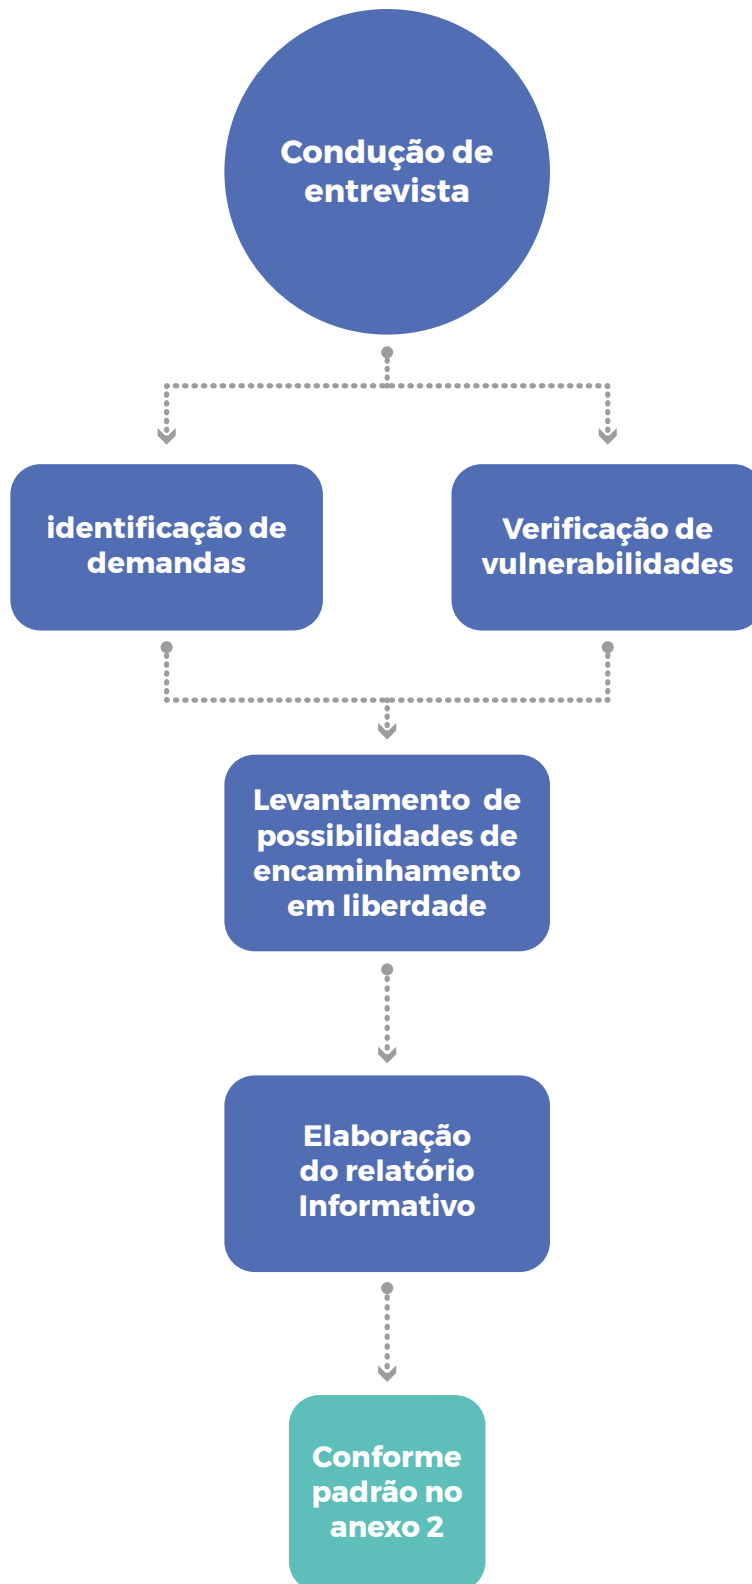 Condução de
entrevista
identificação de
demandas
Verificação de
vulnerabilidades
Levantamento de
possibilidades de
encaminhamento
em liberdade
Elaboração
do relatório
Informativo
Conforme
padrão no
anexo 2